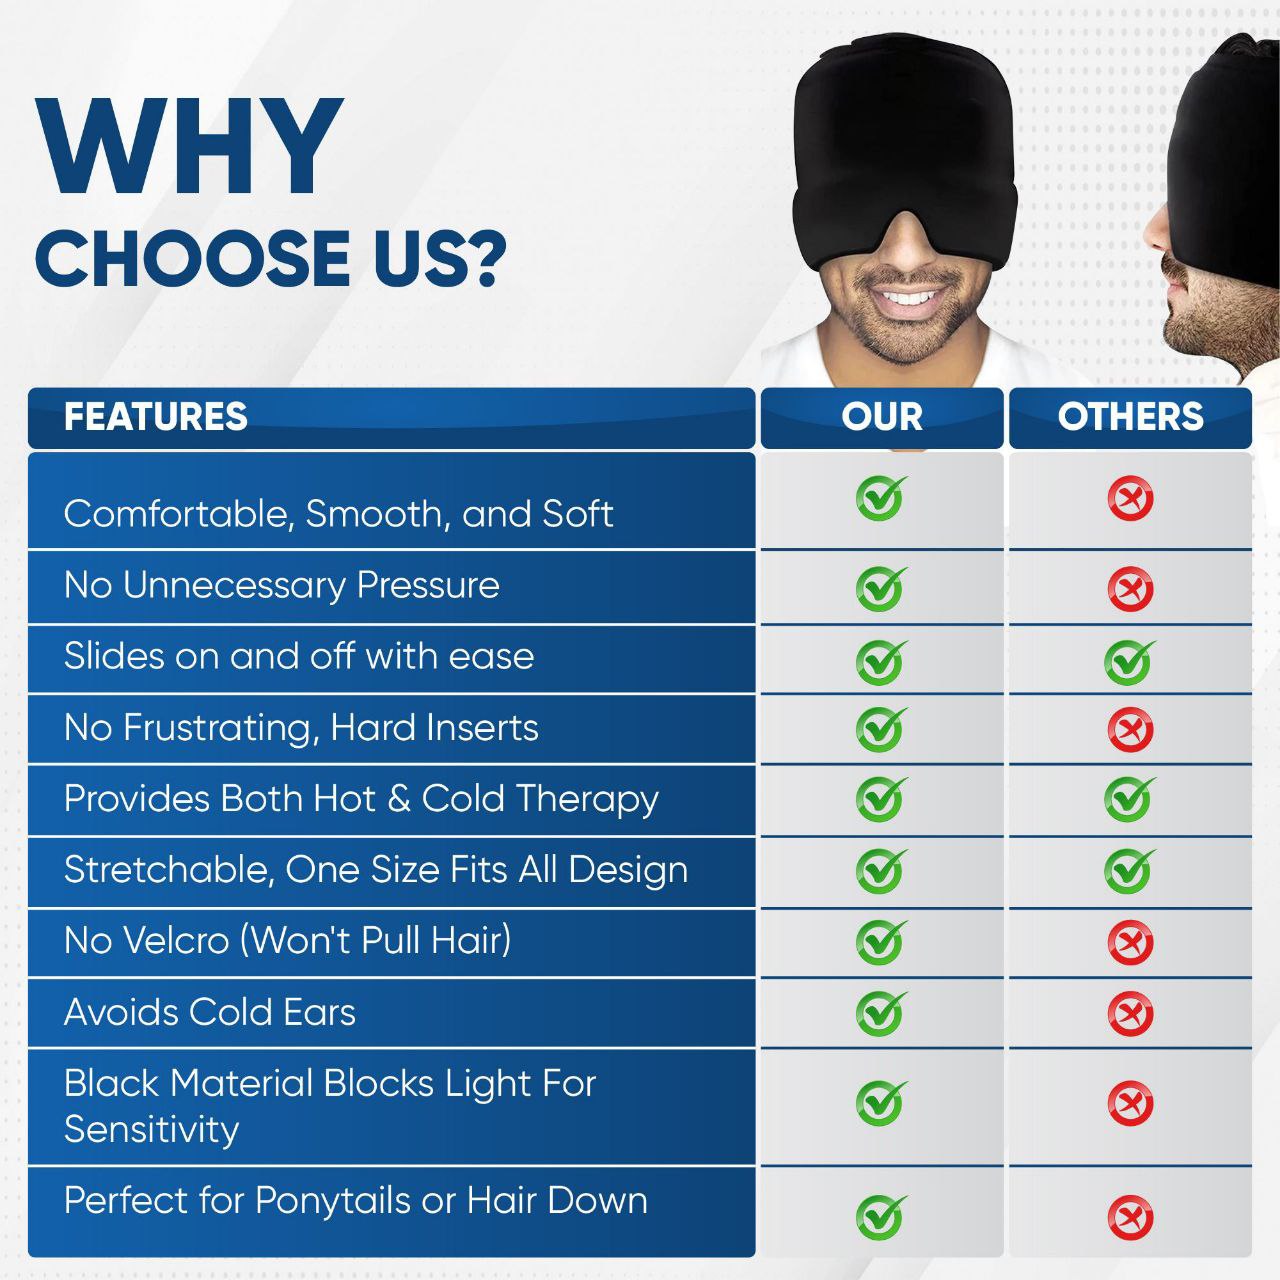 WHY
CHOOSE US?
FEATURES
OUR
OTHERS
Comfortable, Smooth, and Soft
No Unnecessary Pressure
Slides on and off with ease
No Frustrating, Hard Inserts
Provides Both Hot & Cold Therapy
Stretchable, One Size Fits All Design
No Velcro (Won't Pull Hair)
Avoids Cold Ears
Black Material Blocks Light For
Sensitivity
Perfect for Ponytails or Hair Down